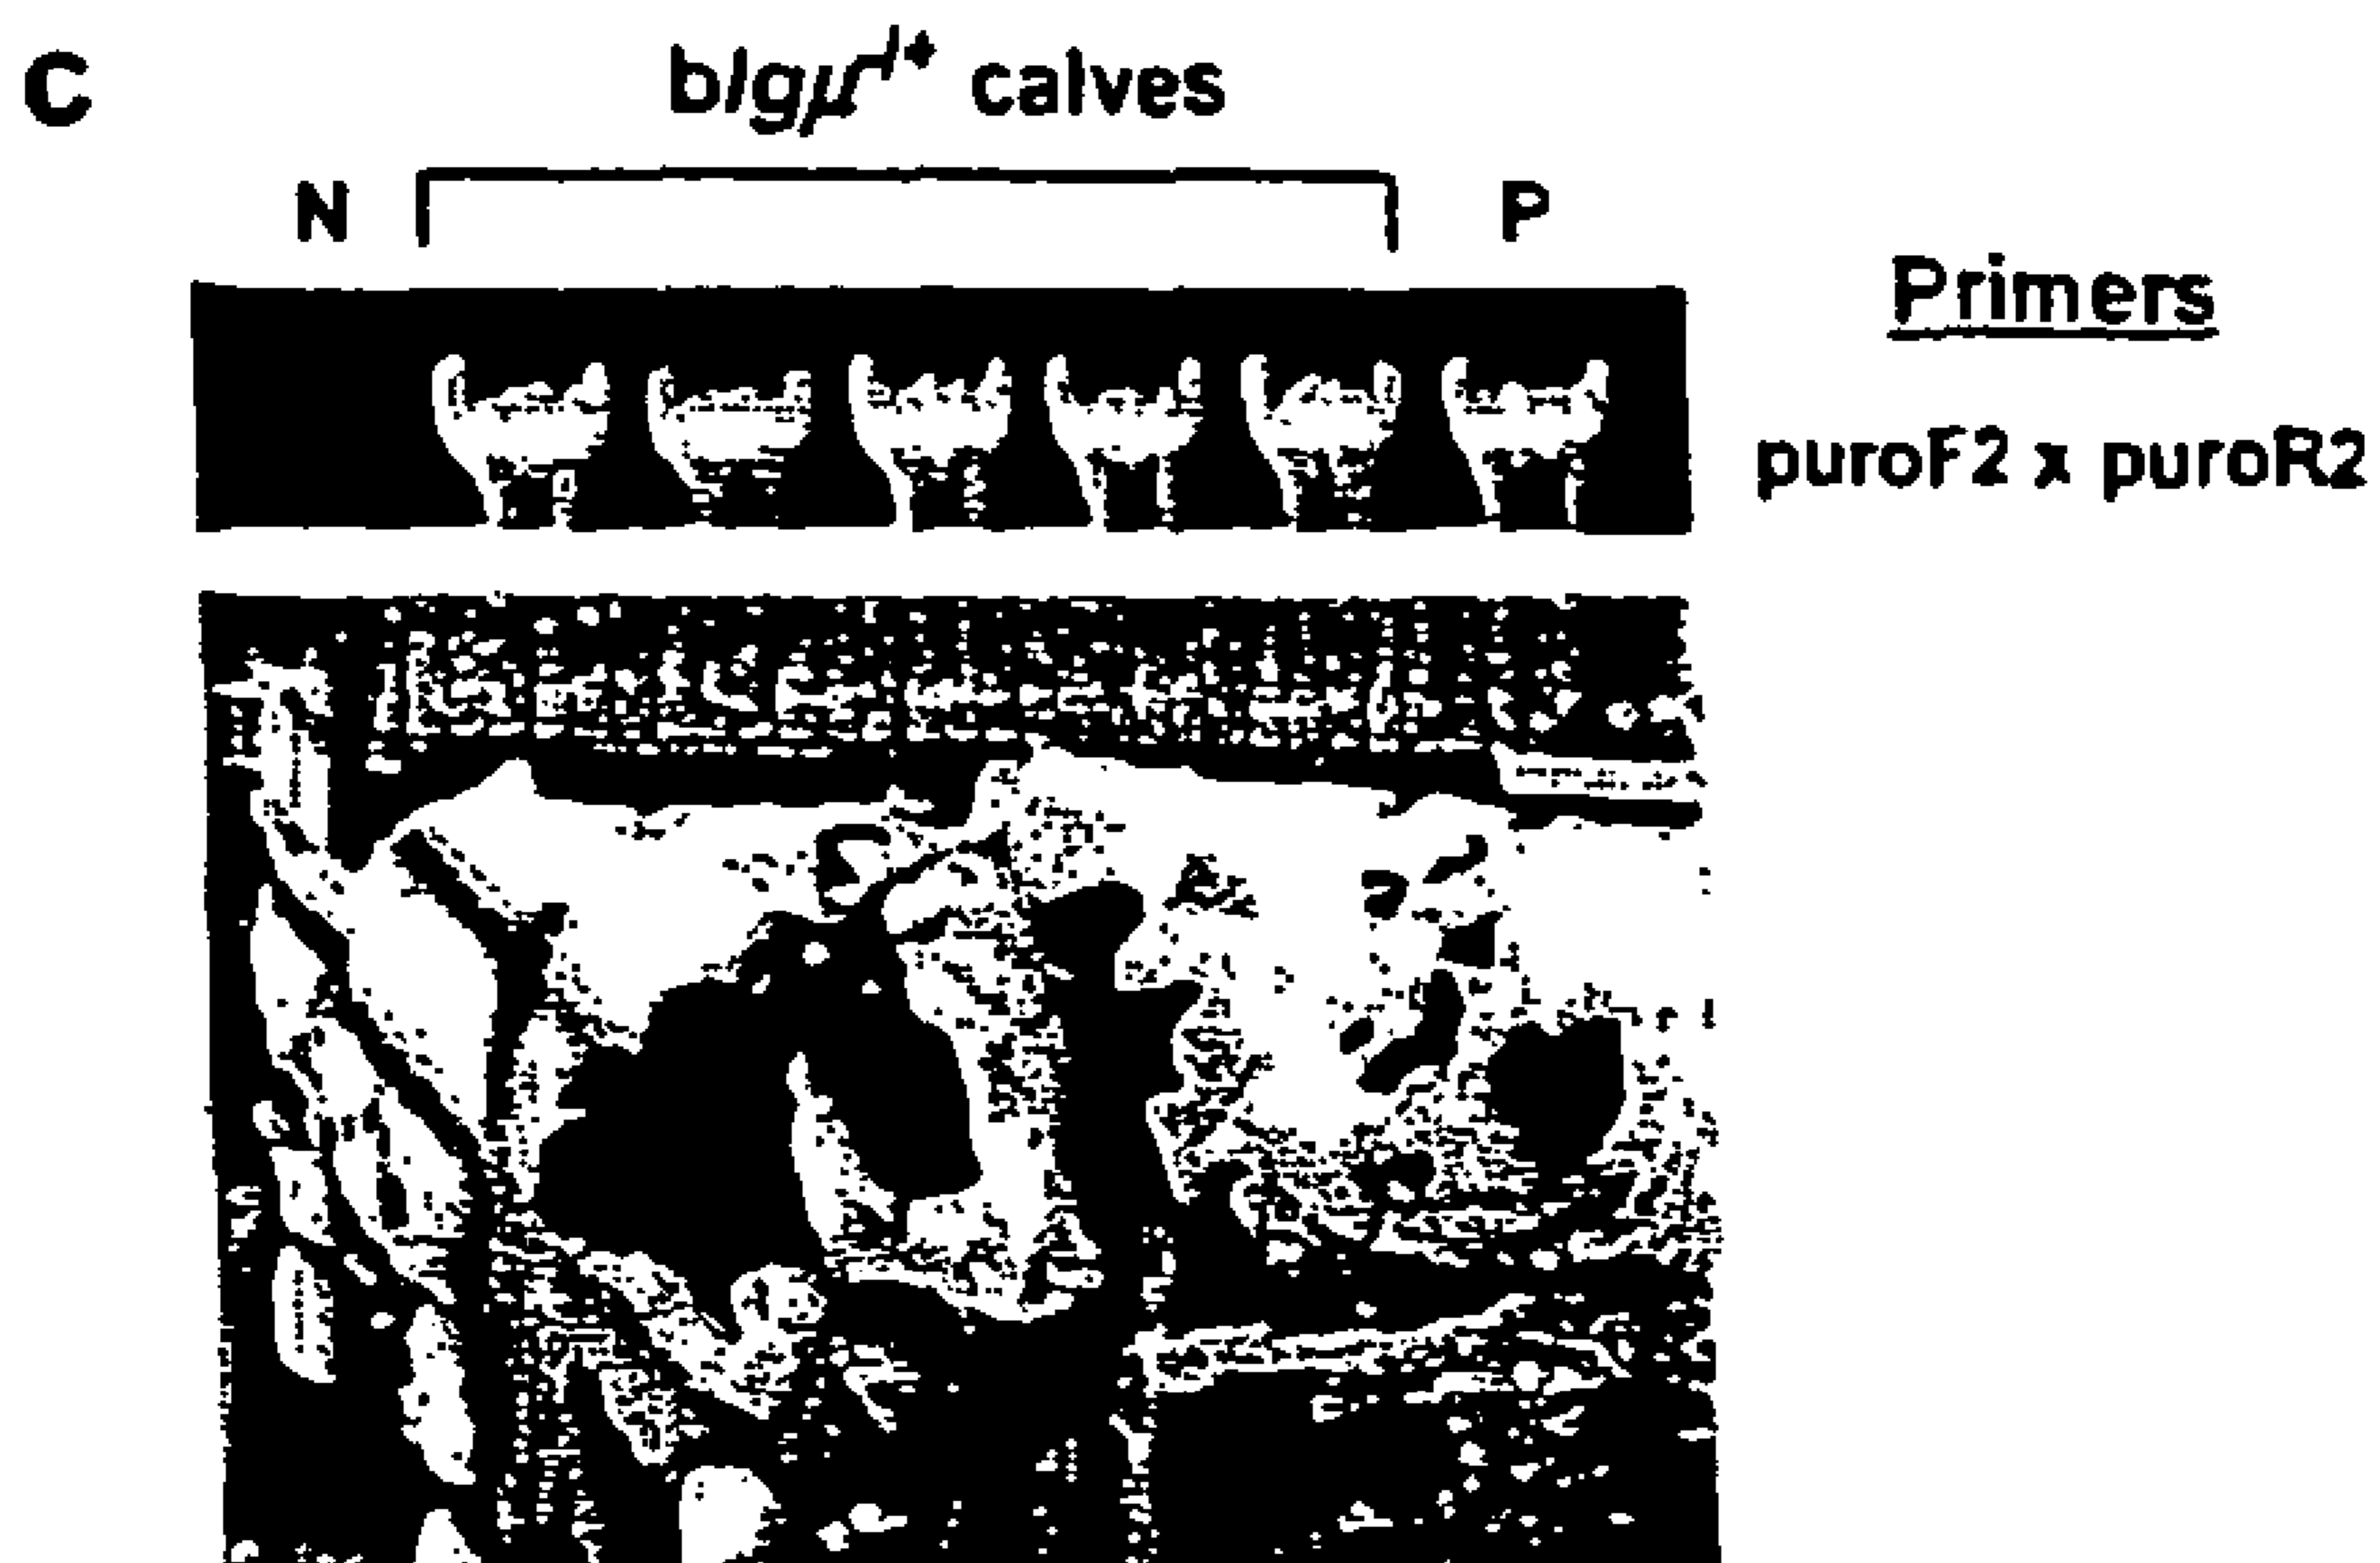 C
bIgμ-/+ calves
N P
Primers
puroF2 x puroR2